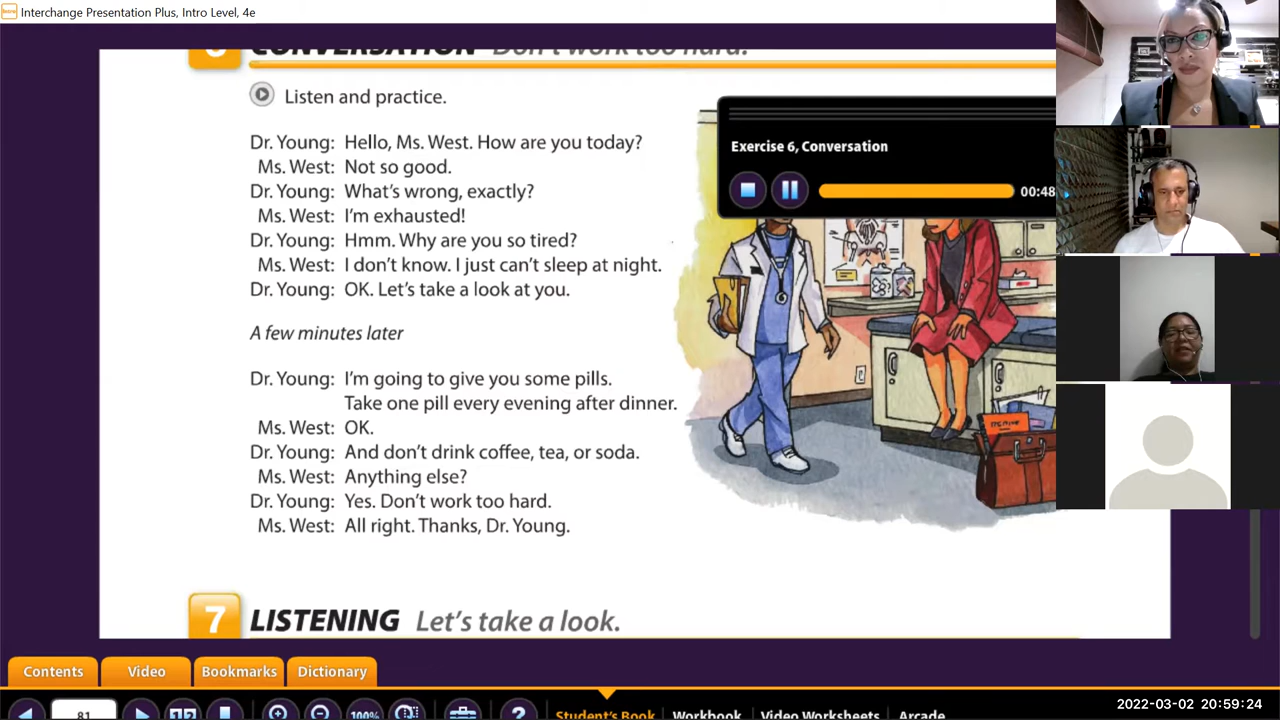 Interchange Presentation Plus, Intro Level, 4e
6 CONVERSATION Don't work too hard.
Listen and practice.
Dr. Young: Hello, Ms. West. How are you today?
Ms. West: Not so good.
Dr. Young: What's wrong, exactly?
Ms. West: I'm exhausted!
Dr. Young: Hmm. Why are you so tired?
Ms. West: I don't know. I just can't sleep at night.
Dr. Young: OK. Let's take a look at you.
A few minutes later
Dr. Young: I'm going to give you some pills.
Take one pill every evening after dinner.
Ms. West: OK.
Dr. Young: And don't drink coffee, tea, or soda.
Ms. West: Anything else?
Dr. Young: Yes. Don't work too hard.
Ms. West: All right. Thanks, Dr. Young.
Exercise 6, Conversation
00:48
7 LISTENING Let's take a look.
Contents
Video
Bookmarks
Dictionary
81
100%
?
Student's Book
Workbook
Video Worksheets
Arcade
2022-03-02 20:59:24